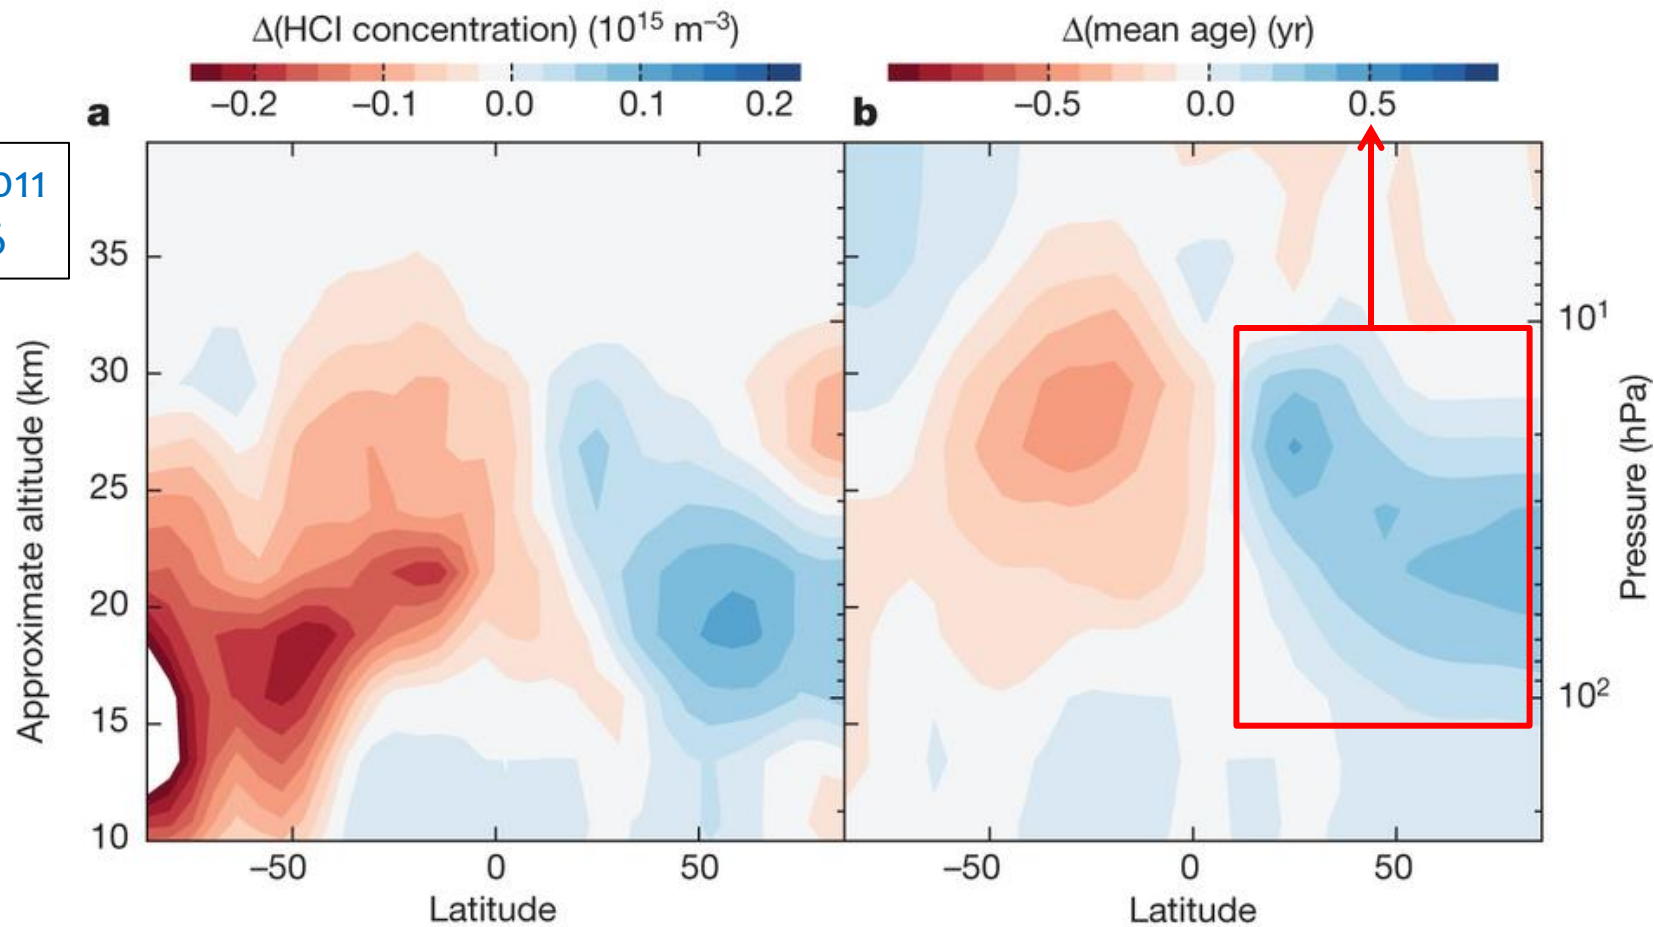 Δ(HCl concentration) (10¹⁵ m⁻³)
−0.2 −0.1 0.0 0.1 0.2
Δ(mean age) (yr)
−0.5 0.0 0.5
a
b
Approximate altitude (km)
35
30
25
20
15
10
−50 0 50
Latitude
−50 0 50
Latitude
10¹
10²
Pressure (hPa)